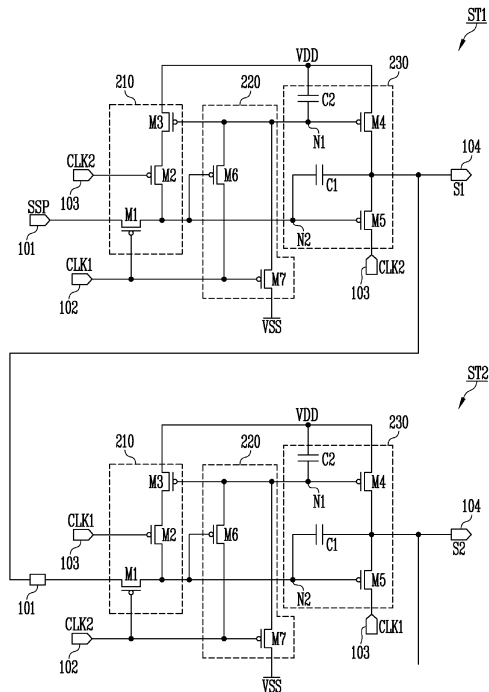 ST1
VDD
230
210
220
C2
M3
N1
M4
CLK2
103
M2
M6
C1
104
S1
SSP
101
M1
N2
M5
CLK1
102
M7
103
CLK2
VSS
ST2
VDD
230
210
220
C2
M3
N1
M4
CLK1
103
M2
M6
C1
104
S2
101
M1
N2
M5
CLK2
102
M7
103
CLK1
VSS